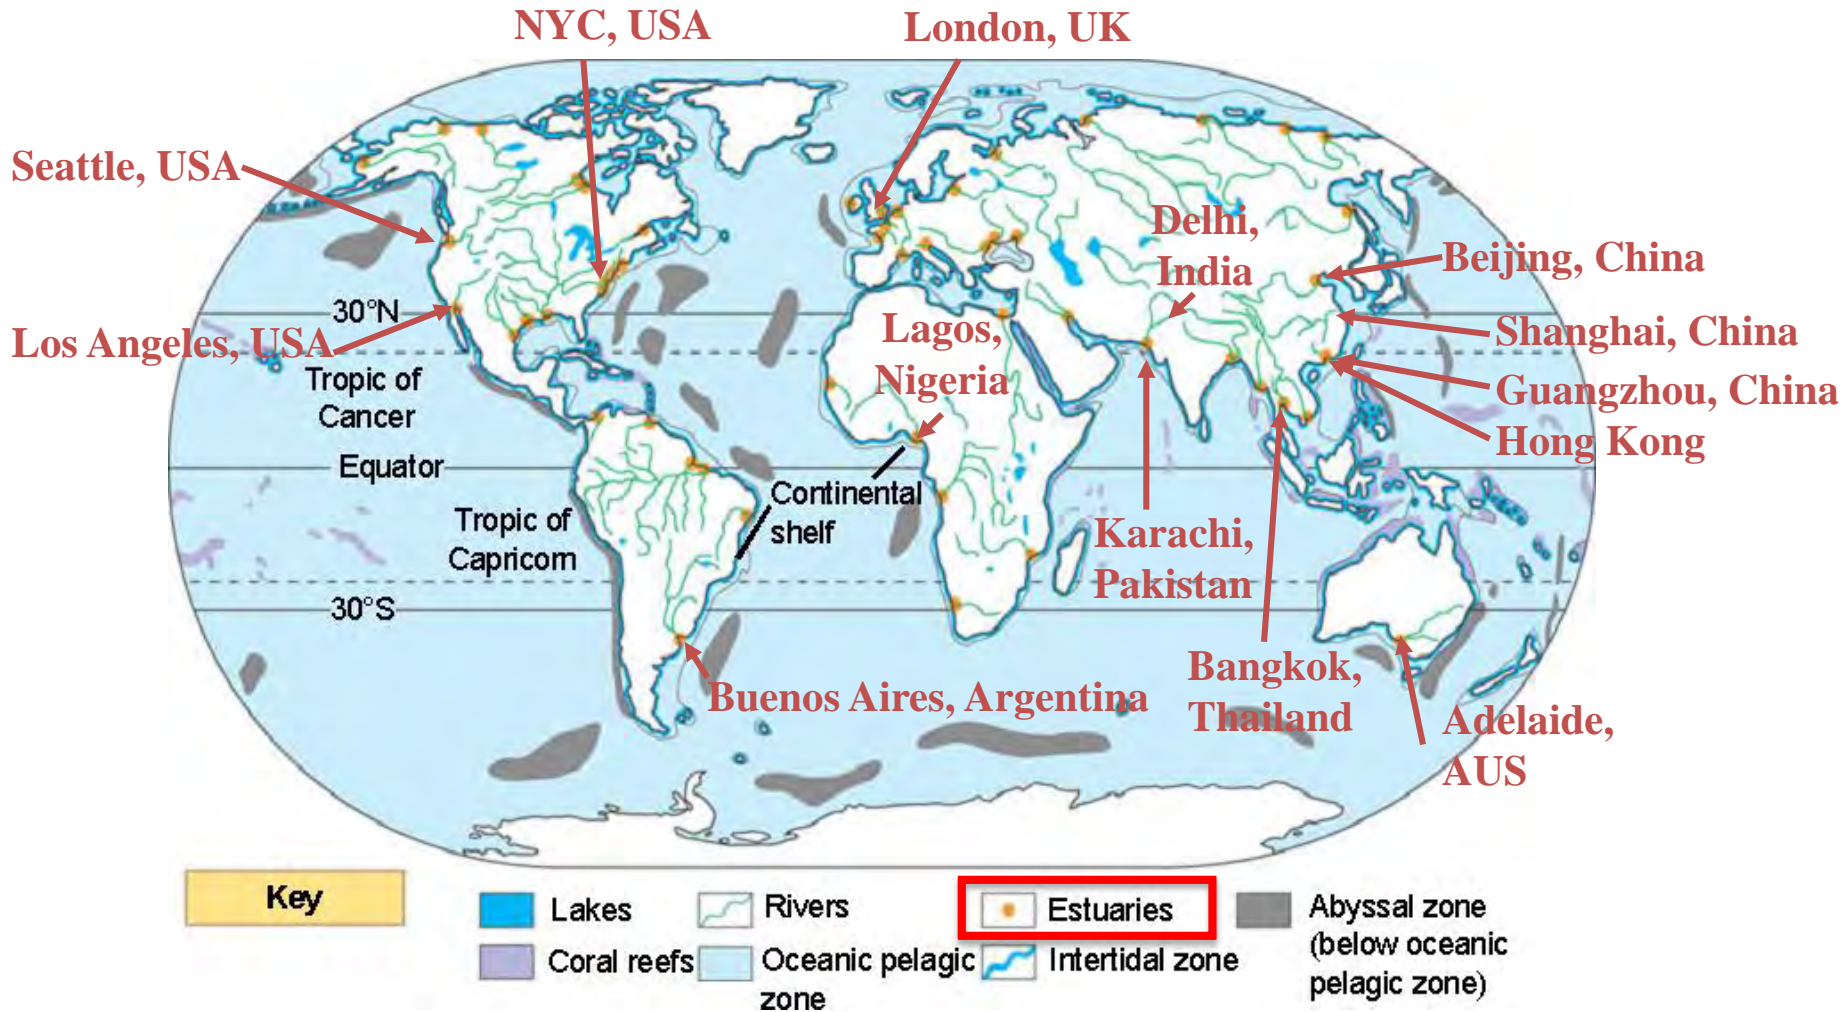 NYC, USA
London, UK
Seattle, USA
Delhi,
India
Beijing, China
30°N
Lagos,
Nigeria
Shanghai, China
Los Angeles, USA
Tropic of
Cancer
Guangzhou, China
Hong Kong
Equator
Continental
shelf
Tropic of
Capricorn
Karachi,
Pakistan
30°S
Bangkok,
Thailand
Buenos Aires, Argentina
Adelaide,
AUS
Key
Lakes
Rivers
Estuaries
Abyssal zone
(below oceanic
pelagic zone)
Coral reefs
Oceanic pelagic
zone
Intertidal zone